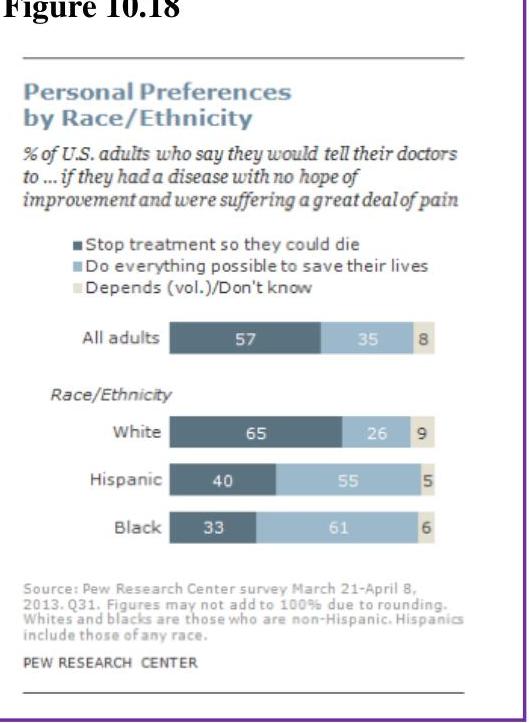 Figure 10.18
Personal Preferences
by Race/Ethnicity
% of U.S. adults who say they would tell their doctors
to ... if they had a disease with no hope of
improvement and were suffering a great deal of pain
Stop treatment so they could die
Do everything possible to save their lives
Depends (vol.)/Don't know
All adults 57 35 8
Race/Ethnicity
White 65 26 9
Hispanic 40 55 5
Black 33 61 6
Source: Pew Research Center survey March 21-April 8,
2013. Q31. Figures may not add to 100% due to rounding.
Whites and blacks are those who are non-Hispanic. Hispanics
include those of any race.
PEW RESEARCH CENTER